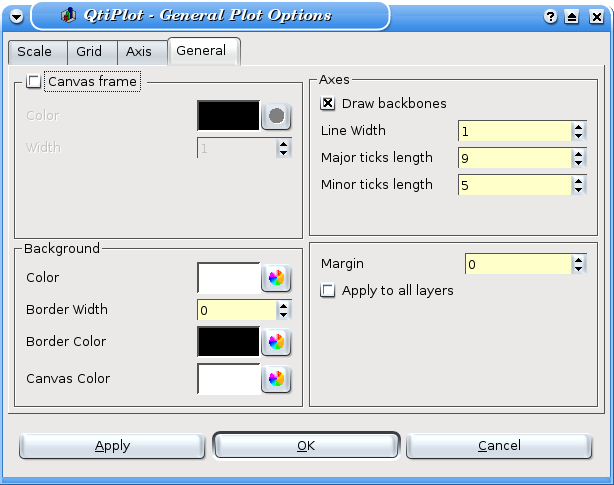 QtiPlot - General Plot Options
Scale Grid Axis General
Canvas frame
Color
Width 1
Axes
Draw backbones
Line Width 1
Major ticks length 9
Minor ticks length 5
Background
Color
Border Width 0
Border Color
Canvas Color
Margin 0
Apply to all layers
Apply OK Cancel